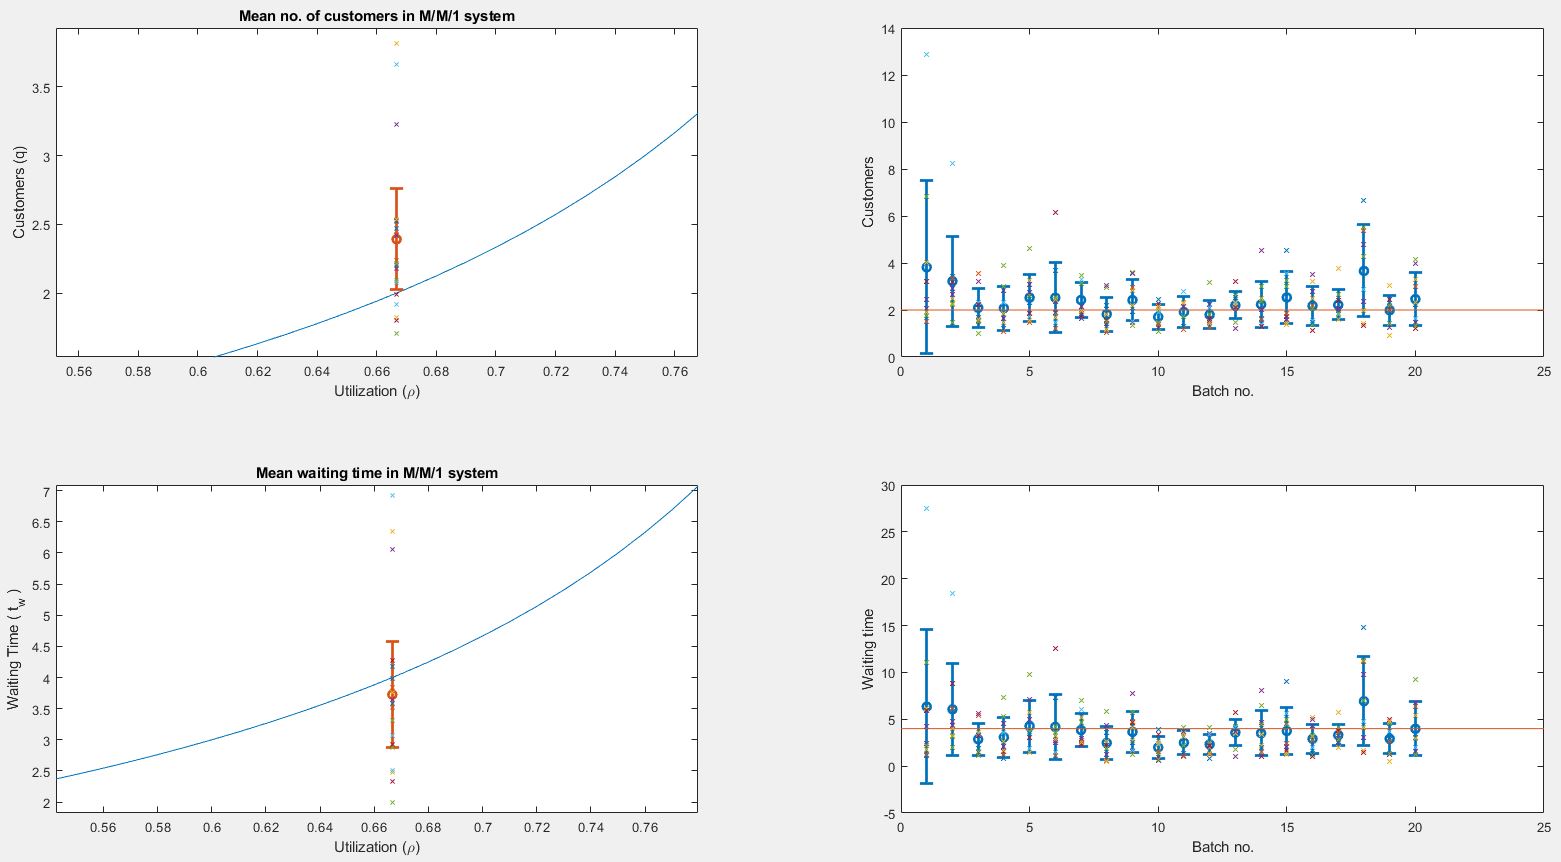 Mean no. of customers in M/M/1 system
Customers (q)
3.5
3
2.5
2
0.56 0.58 0.6 0.62 0.64 0.66 0.68 0.7 0.72 0.74 0.76
Utilization (ρ)
Customers
14
12
10
8
6
4
2
0
0 5 10 15 20 25
Batch no.
Mean waiting time in M/M/1 system
Waiting Time ( t_w )
7
6.5
6
5.5
5
4.5
4
3.5
3
2.5
2
0.56 0.58 0.6 0.62 0.64 0.66 0.68 0.7 0.72 0.74 0.76
Utilization (ρ)
Waiting time
30
25
20
15
10
5
0
-5
0 5 10 15 20 25
Batch no.